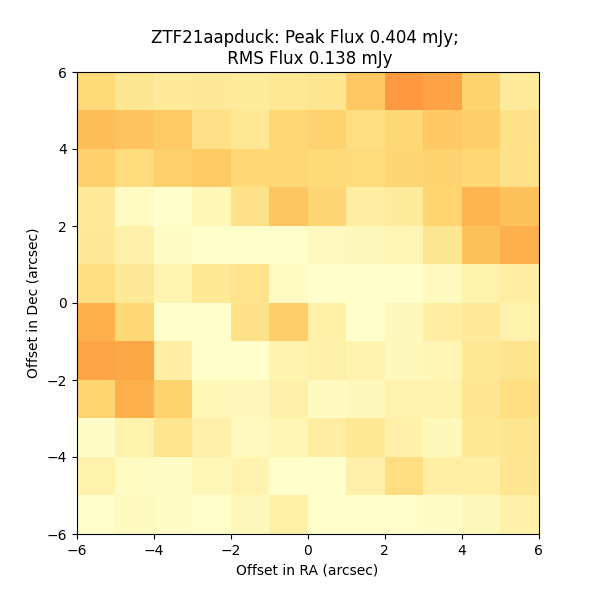 ZTF21aapduck: Peak Flux 0.404 mJy;
RMS Flux 0.138 mJy
6
4
2
0
−2
−4
−6
Offset in Dec (arcsec)
−6 −4 −2 0 2 4 6
Offset in RA (arcsec)